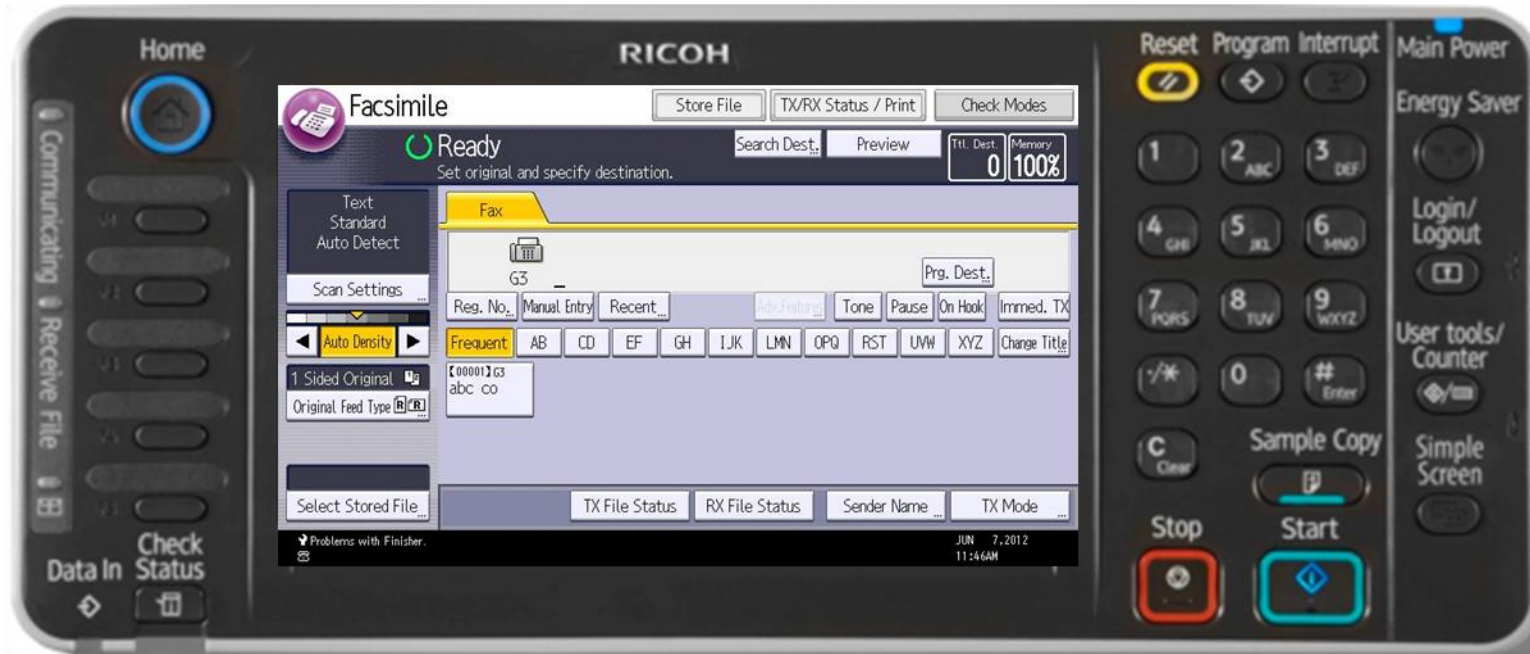 Home
RICOH
Reset Program Interrupt
Main Power
Energy Saver
Communicating
Receive File
Facsimile
Store File
TX/RX Status / Print
Check Modes
Ready
Set original and specify destination.
Search Dest.
Preview
Ttl. Dest.
0
Memory
100%
Text
Standard
Auto Detect
Scan Settings
Auto Density
1 Sided Original
Original Feed Type
Select Stored File
Fax
G3 _
Prg. Dest.
Reg. No. Manual Entry Recent Adv.Features Tone Pause On Hook Immed. TX
Frequent AB CD EF GH IJK LMN OPQ RST UVW XYZ Change Title
【00001】G3
abc co
TX File Status RX File Status Sender Name TX Mode
Problems with Finisher.
JUN 7,2012
11:46AM
1
2 ABC
3 DEF
4 GHI
5 JKL
6 MNO
7 PQRS
8 TUV
9 WXYZ
·/*
0
#
Enter
C
Clear
Sample Copy
Login/
Logout
User tools/
Counter
Simple
Screen
Data In
Check
Status
Stop
Start